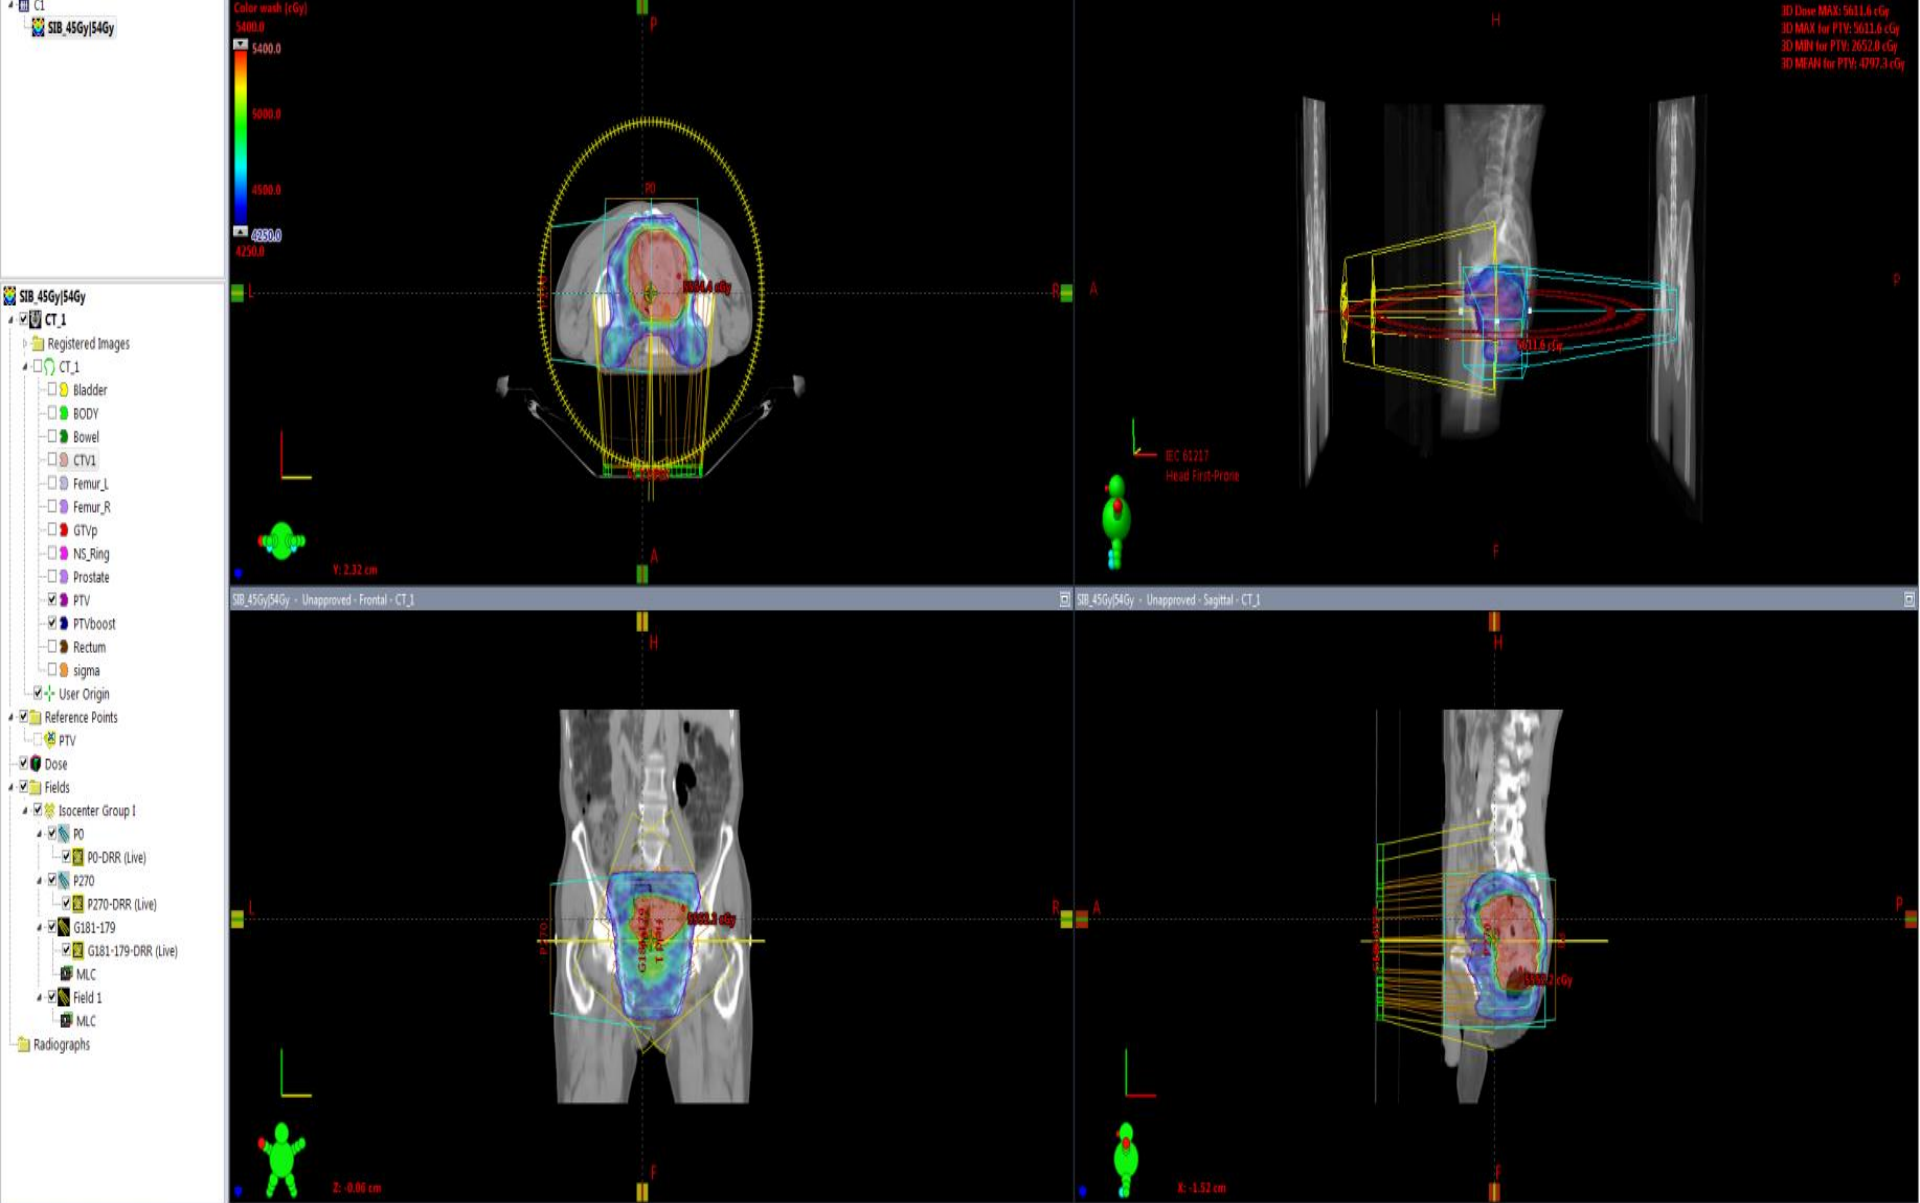 C1
SIB_45Gy|54Gy
SIB_45Gy|54Gy
CT_1
Registered Images
CT_1
Bladder
BODY
Bowel
CTV1
Femur_L
Femur_R
GTVp
NS_Ring
Prostate
PTV
PTVboost
Rectum
sigma
User Origin
Reference Points
PTV
Dose
Fields
Isocenter Group I
P0
P0-DRR (Live)
P270
P270-DRR (Live)
G181-179
G181-179-DRR (Live)
MLC
Field 1
MLC
Radiographs
Color wash (cGy)
5400.0
5400.0
5000.0
4500.0
4250.0
4250.0
P
P0
L
R
A
Y: 2.32 cm
H
3D Dose MAX: 5611.6 cGy
3D MAX for PTV: 5611.6 cGy
3D MIN for PTV: 2652.0 cGy
3D MEAN for PTV: 4797.3 cGy
A
P
5611.6 cGy
IEC 61217
Head First-Prone
F
SIB_45Gy|54Gy - Unapproved - Frontal - CT_1
H
L
R
F
Z: -0.06 cm
SIB_45Gy|54Gy - Unapproved - Sagittal - CT_1
H
A
P
F
X: -1.52 cm